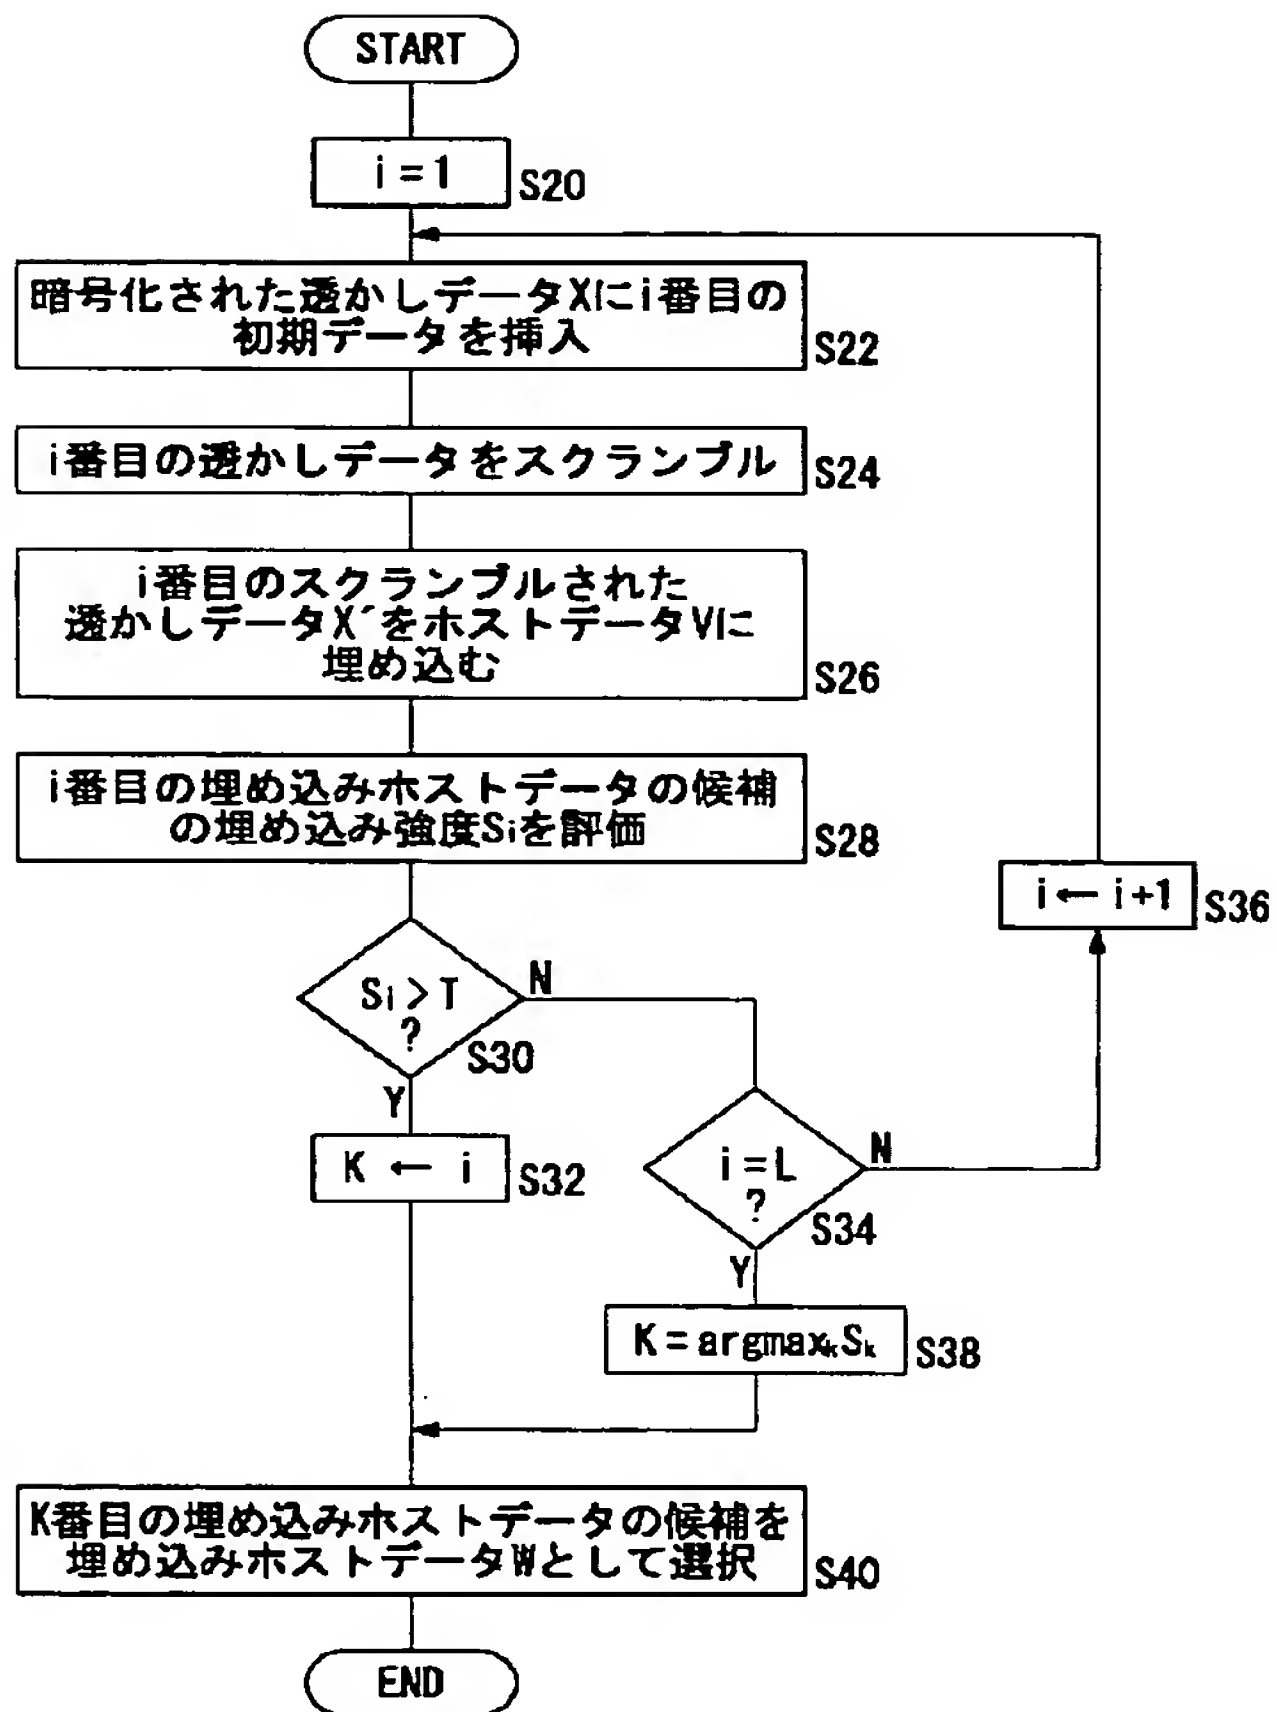 START
i = 1
S20
暗号化された透かしデータXにi番目の
初期データを挿入
S22
i番目の透かしデータをスクランブル
S24
i番目のスクランブルされた
透かしデータX´をホストデータVに
埋め込む
S26
i番目の埋め込みホストデータの候補
の埋め込み強度Siを評価
S28
Si > T
?
N
S30
Y
K ← i
S32
i = L
?
N
S34
Y
i ← i+1
S36
K = argmaxk Sk
S38
K番目の埋め込みホストデータの候補を
埋め込みホストデータWとして選択
S40
END